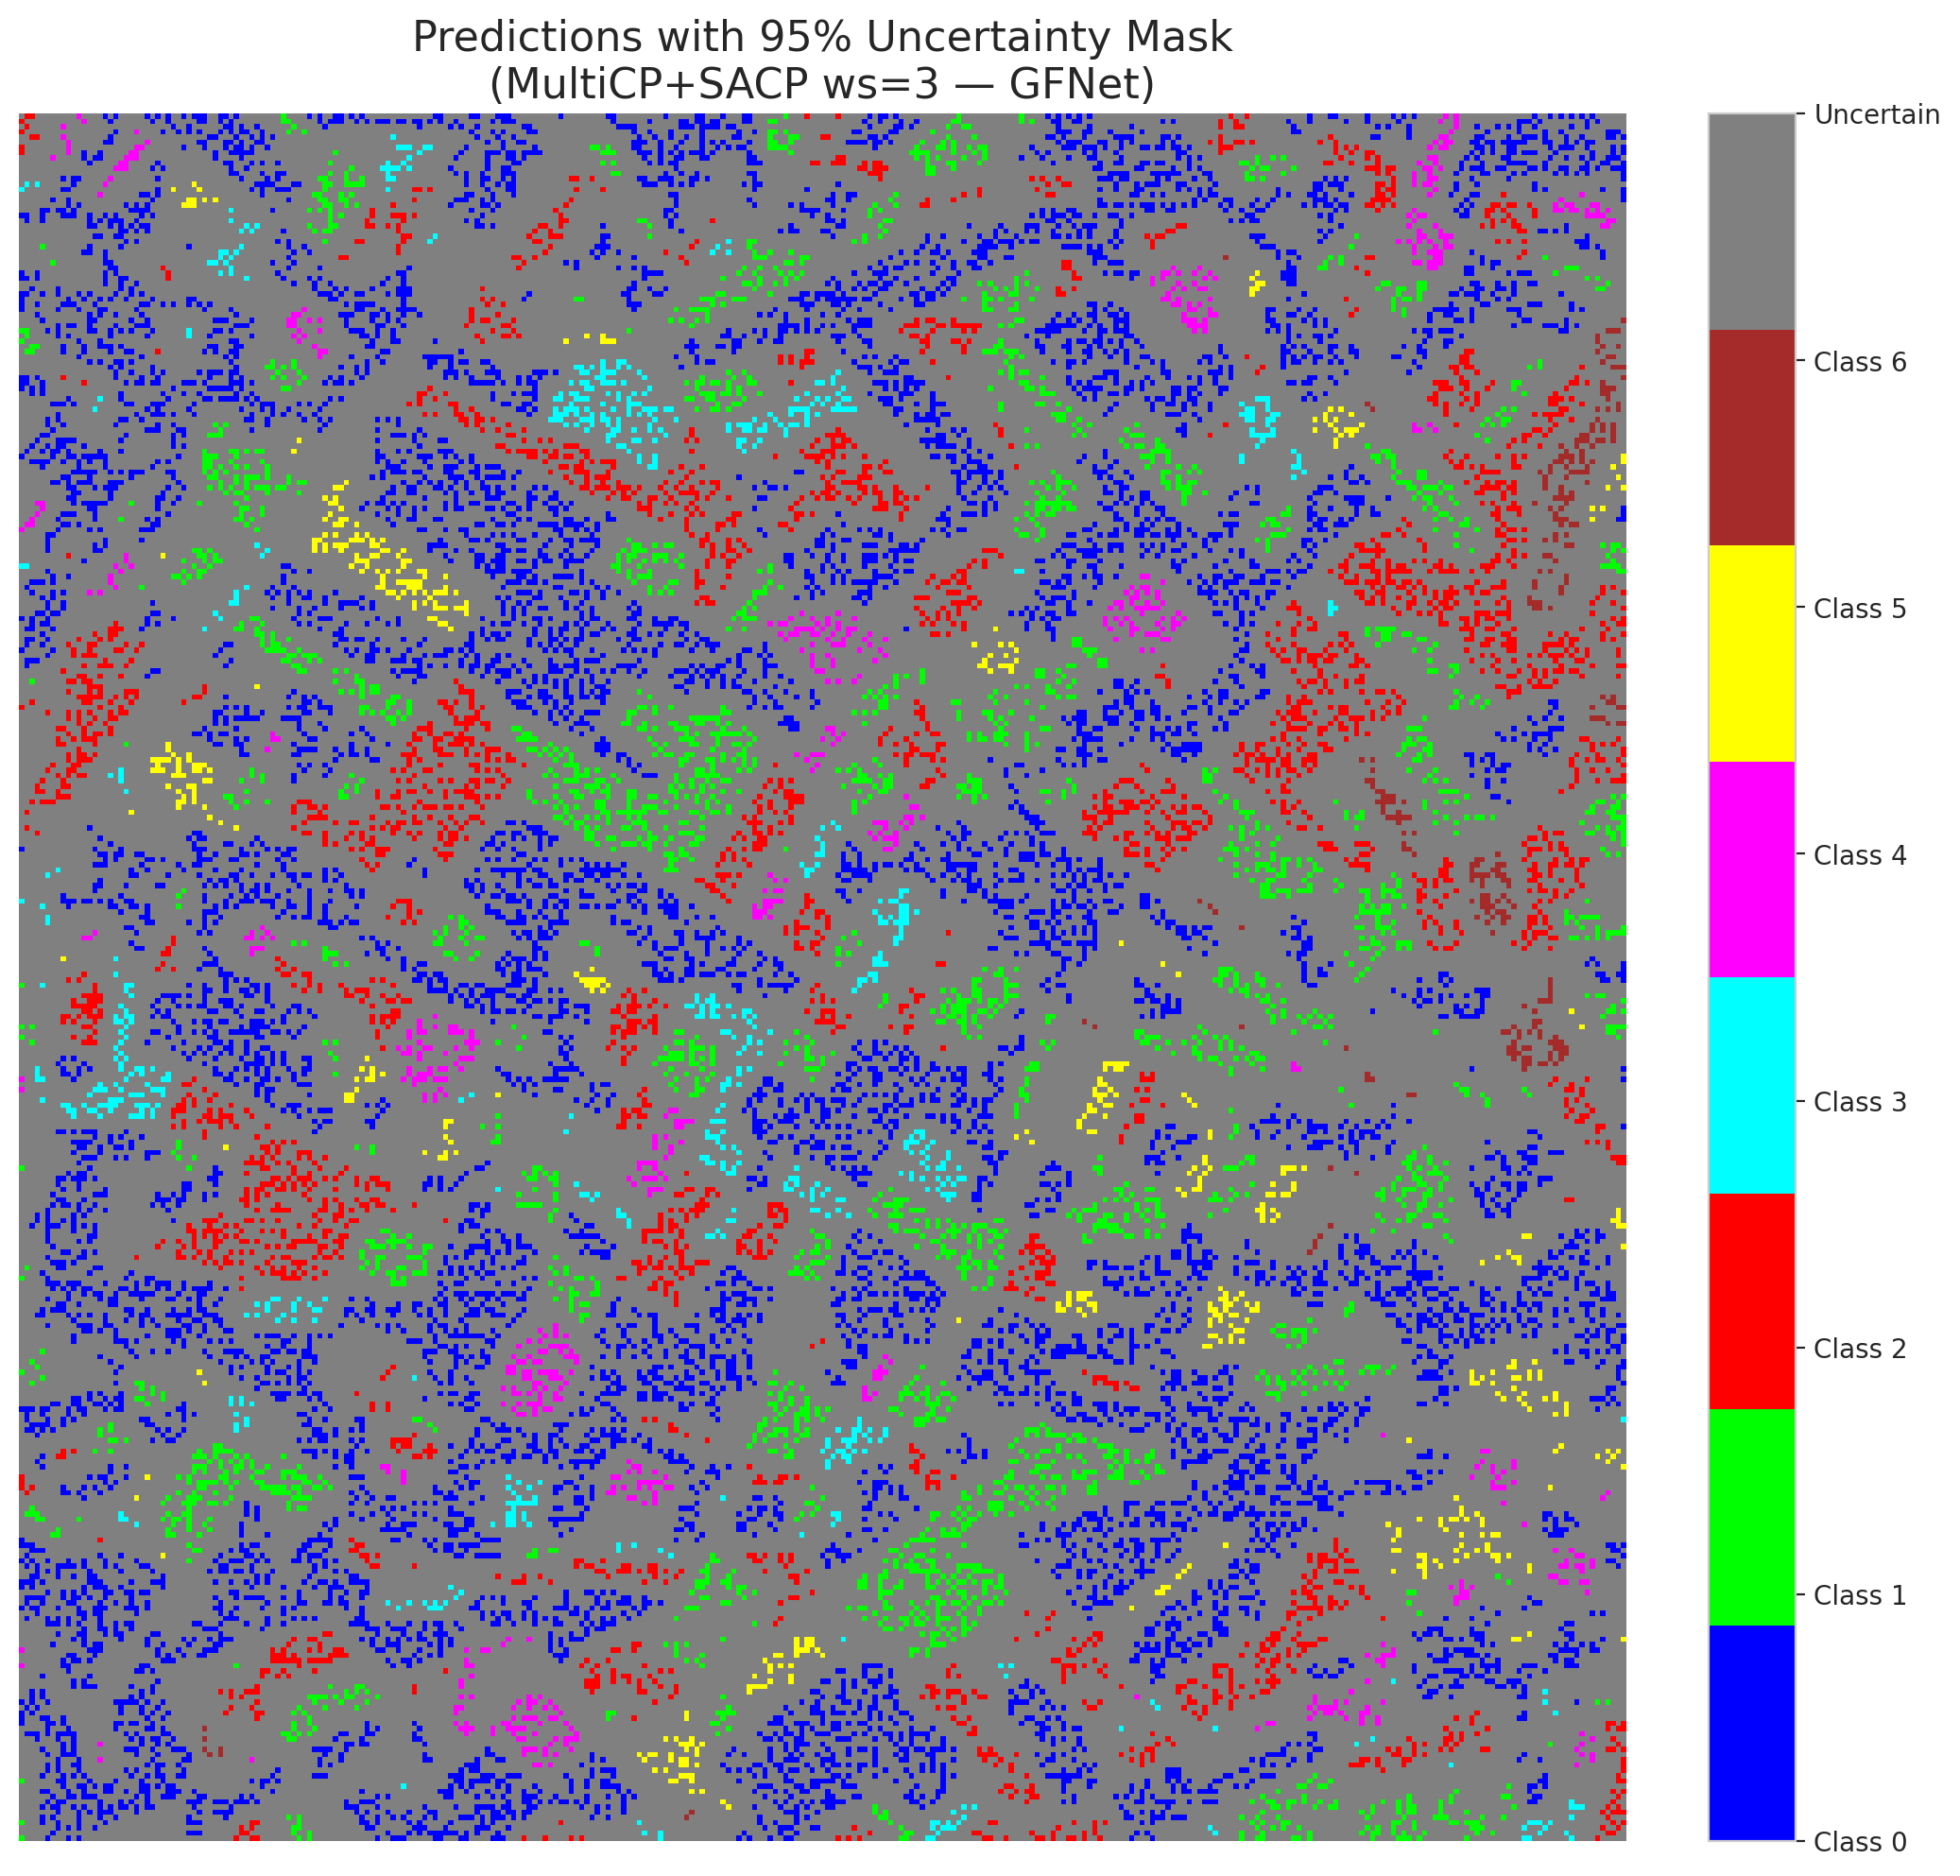 Predictions with 95% Uncertainty Mask
(MultiCP+SACP ws=3 — GFNet)
Uncertain
Class 6
Class 5
Class 4
Class 3
Class 2
Class 1
Class 0